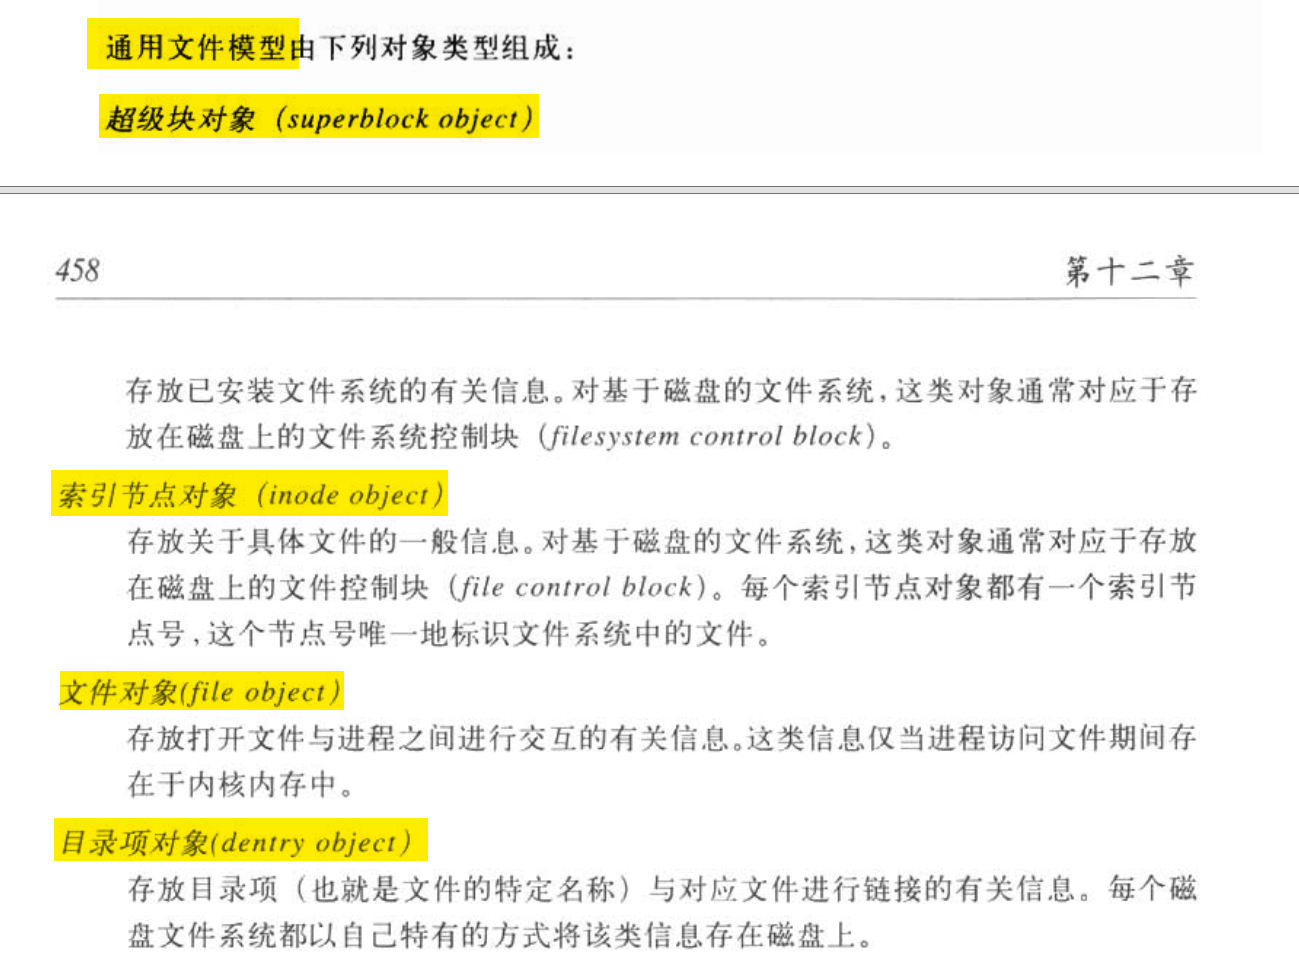 通用文件模型由下列对象类型组成：
超级块对象（superblock object）
458
第十二章
存放已安装文件系统的有关信息。对基于磁盘的文件系统，这类对象通常对应于存
放在磁盘上的文件系统控制块（filesystem control block）。
索引节点对象（inode object）
存放关于具体文件的一般信息。对基于磁盘的文件系统，这类对象通常对应于存放
在磁盘上的文件控制块（file control block）。每个索引节点对象都有一个索引节
点号，这个节点号唯一地标识文件系统中的文件。
文件对象(file object）
存放打开文件与进程之间进行交互的有关信息。这类信息仅当进程访问文件期间存
在于内核内存中。
目录项对象(dentry object）
存放目录项（也就是文件的特定名称）与对应文件进行链接的有关信息。每个磁
盘文件系统都以自己特有的方式将该类信息存在磁盘上。